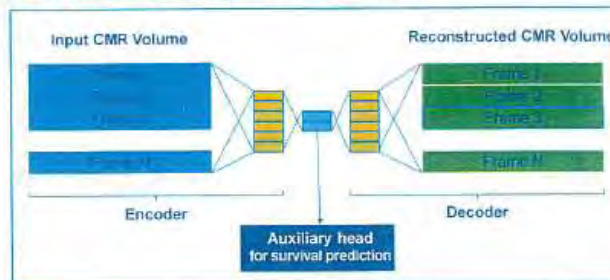 Input CMR Volume
Reconstructed CMR Volume
Frame 1
Frame 2
Frame 3
Frame N
Frame N
Encoder
Decoder
Auxiliary head
for survival prediction